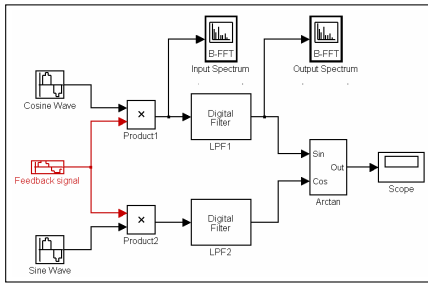 B-FFT
Input Spectrum
B-FFT
Output Spectrum
Cosine Wave
×
Product1
Digital
Filter
LPF1
Feedback signal
Sin
Cos
Out
Arctan
Scope
×
Product2
Digital
Filter
LPF2
Sine Wave